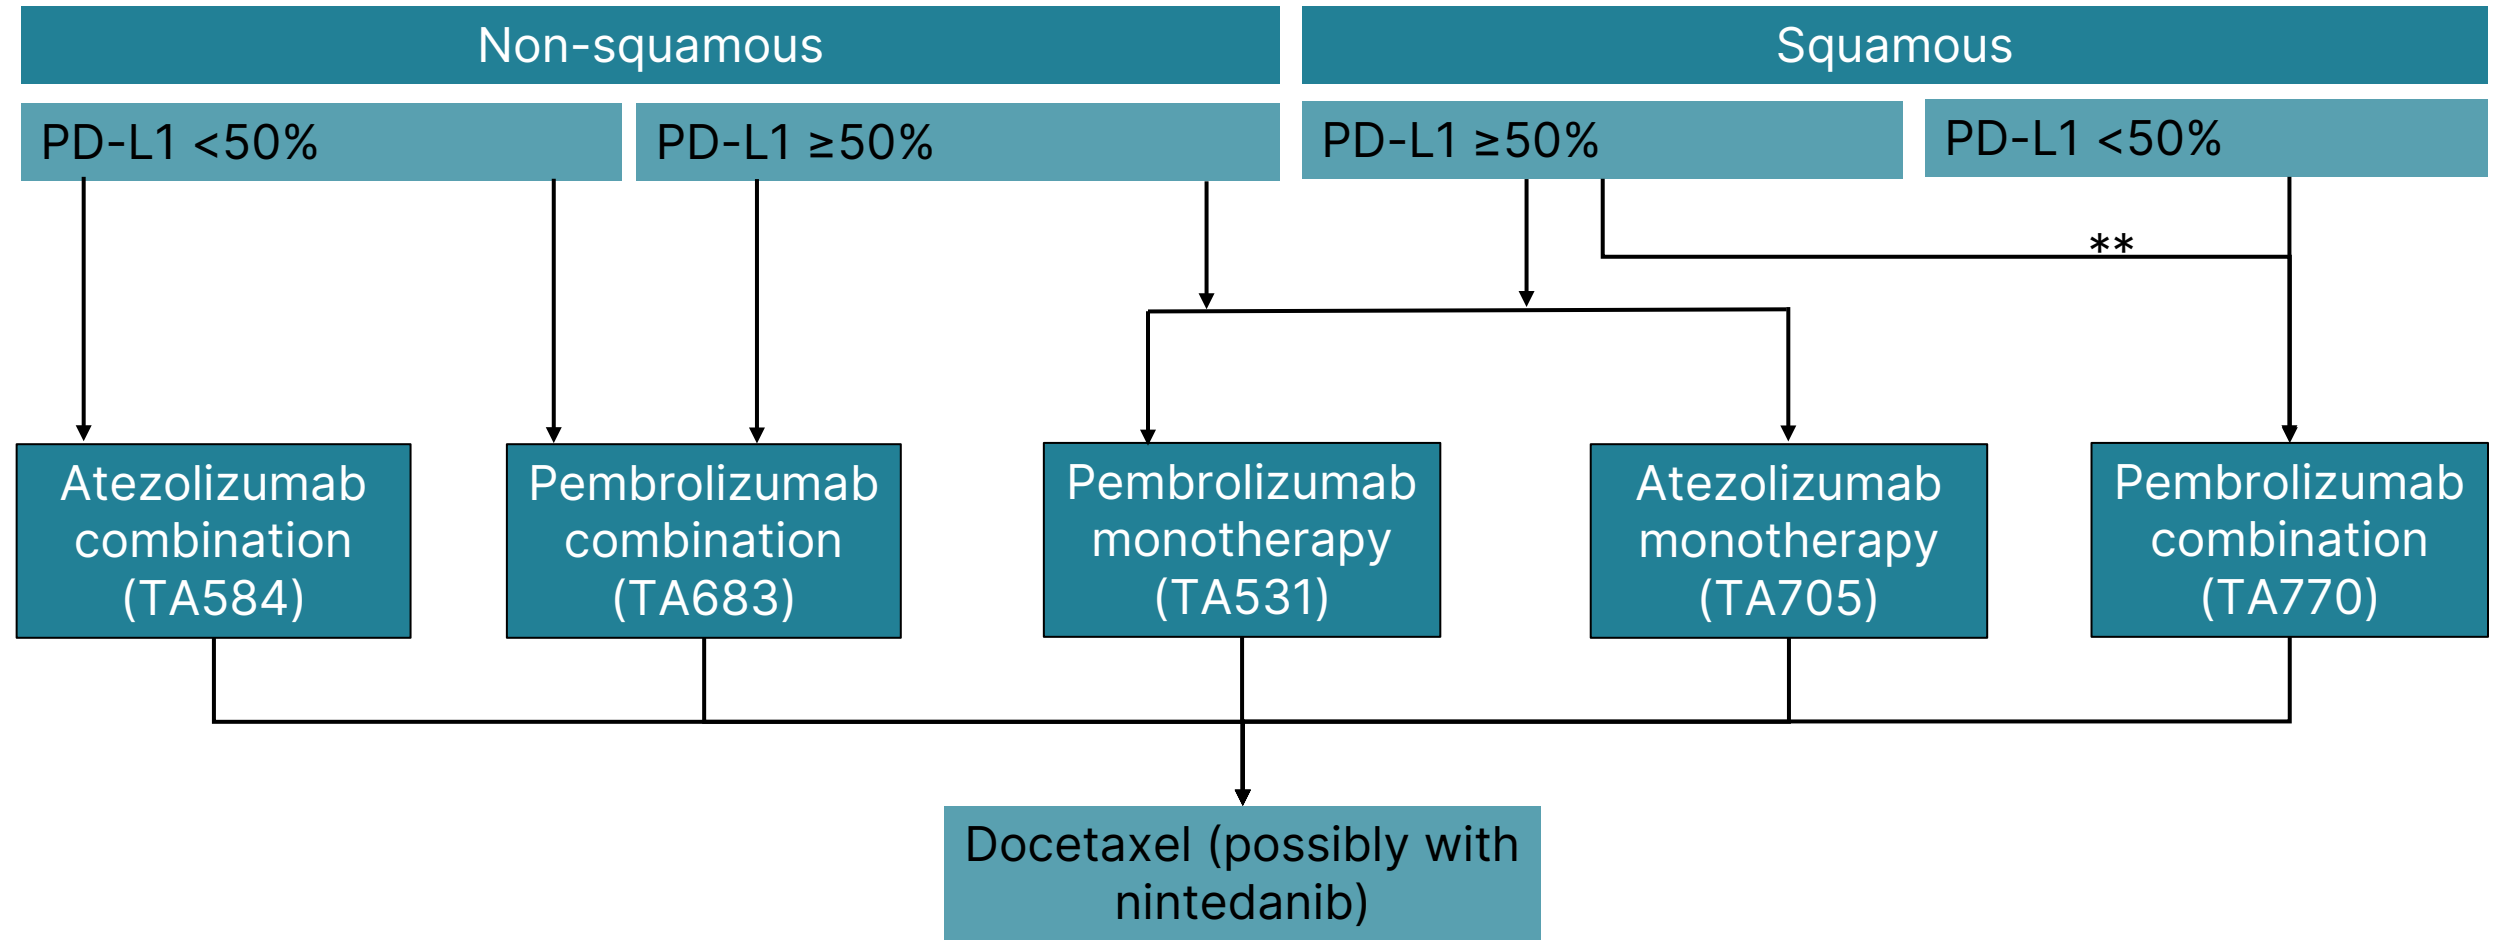 Non-squamous
Squamous
PD-L1 <50%
PD-L1 ≥50%
PD-L1 ≥50%
PD-L1 <50%
**
Atezolizumab
combination
(TA584)
Pembrolizumab
combination
(TA683)
Pembrolizumab
monotherapy
(TA531)
Atezolizumab
monotherapy
(TA705)
Pembrolizumab
combination
(TA770)
Docetaxel (possibly with
nintedanib)